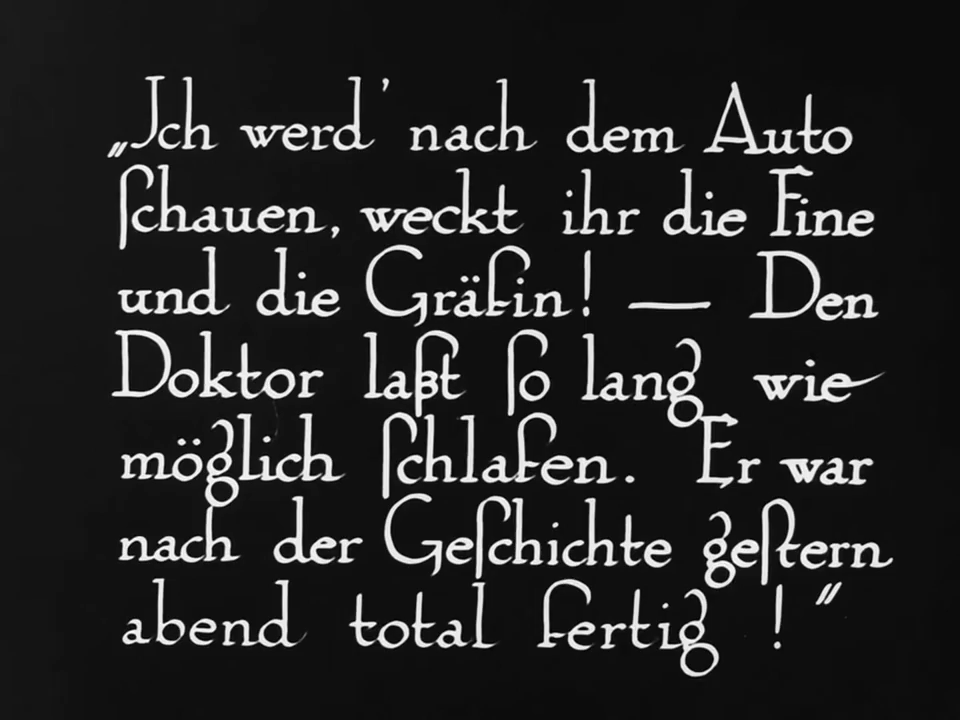 „Ich werd' nach dem Auto
ſchauen, weckt ihr die Fine
und die Gräfin! — Den
Doktor laßt ſo lang wie
möglich ſchlafen. Er war
nach der Geſchichte geſtern
abend total fertig!"